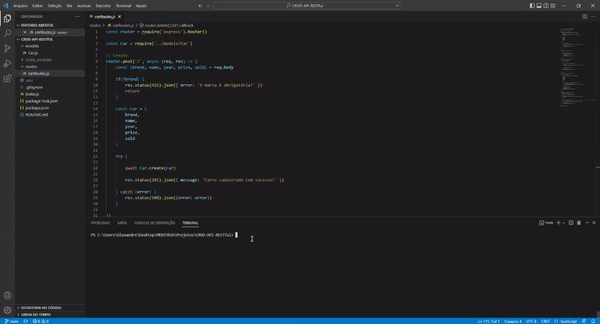 Arquivo Editar Seleção Ver Acessar Executar Terminal Ajuda
CRUD-API-RESTful
EXPLORADOR
EDITORES ABERTOS
carRoutes.js routes
CRUD-API-RESTFUL
models
Car.js
node_modules
routes
carRoutes.js
.env
.gitignore
index.js
package-lock.json
package.json
README.md
ESTRUTURA DO CÓDIGO
LINHA DO TEMPO
carRoutes.js
routes > carRoutes.js > router.delete('/:id') callback
1 const router = require('express').Router()
2
3 const Car = require('../models/Car')
4
5 // Create
6 router.post('/', async (req, res) => {
7 const {brand, name, year, price, sold} = req.body
8
9 if(!brand) {
10 res.status(422).json({ error: 'A marca é obrigatória!' })
11 return
12 }
13
14 const car = {
15 brand,
16 name,
17 year,
18 price,
19 sold
20 }
21
22 try {
23
24 await Car.create(car)
25
26 res.status(201).json({ message: 'Carro cadastrado com sucesso!' })
27
28 } catch (error) {
29 res.status(500).json({error: error})
30 }
31
32 })
PROBLEMAS SAÍDA CONSOLE DE DEPURAÇÃO TERMINAL
node
PS C:\Users\Alexandre\Desktop\MENTORIA\Projetos\CRUD-API-RESTful>
main 0 0
Ln 115, Col 1 Espaços: 4 UTF-8 CRLF JavaScript